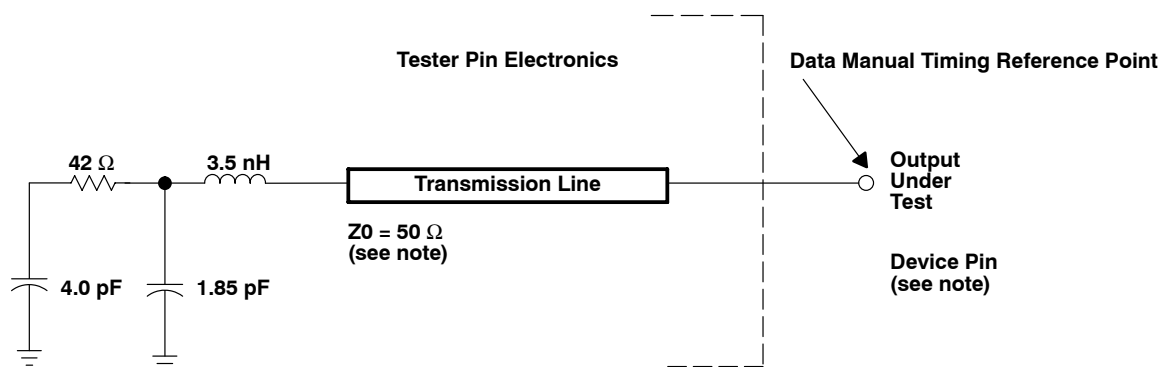 Tester Pin Electronics
Data Manual Timing Reference Point
42 Ω
3.5 nH
Transmission Line
Output
Under
Test
Z0 = 50 Ω
(see note)
Device Pin
(see note)
4.0 pF
1.85 pF